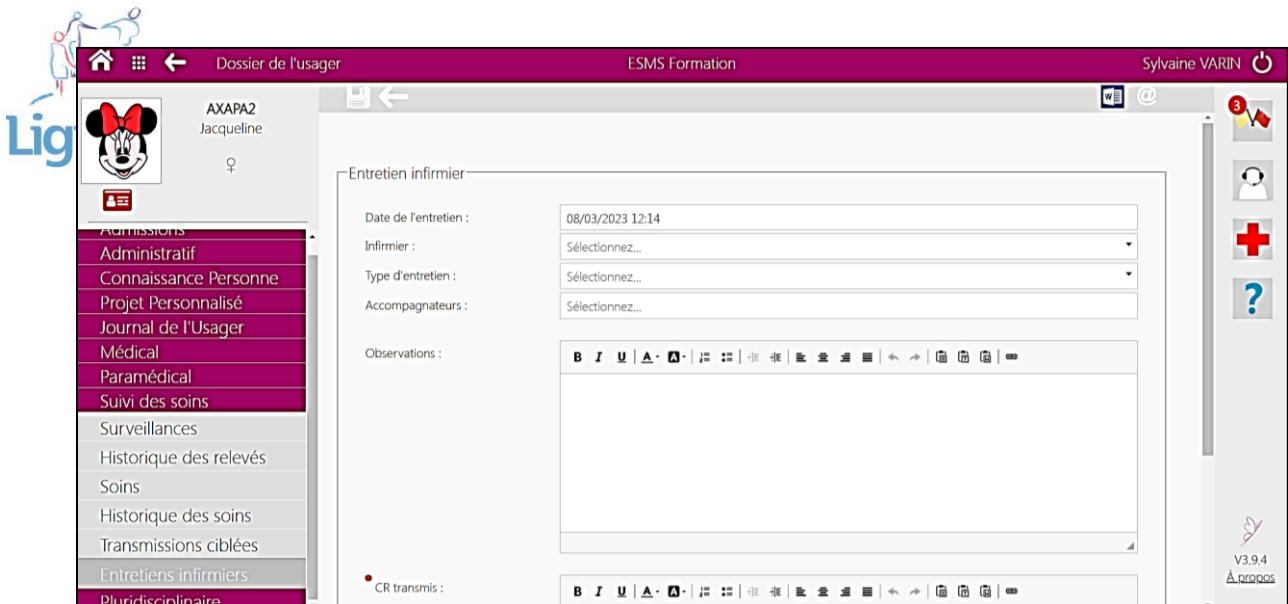 Lig
Dossier de l'usager
ESMS Formation
Sylvaine VARIN
AXAPA2
Jacqueline
♀
W
@
3
Admissions
Administratif
Connaissance Personne
Projet Personnalisé
Journal de l'Usager
Médical
Paramédical
Suivi des soins
Surveillances
Historique des relevés
Soins
Historique des soins
Transmissions ciblées
Entretiens infirmiers
Pluridisciplinaire
Entretien infirmier
Date de l'entretien : 08/03/2023 12:14
Infirmier : Sélectionnez...
Type d'entretien : Sélectionnez...
Accompagnateurs : Sélectionnez...
Observations : B I U A A
CR transmis : B I U A A
?
V3.9.4
À propos